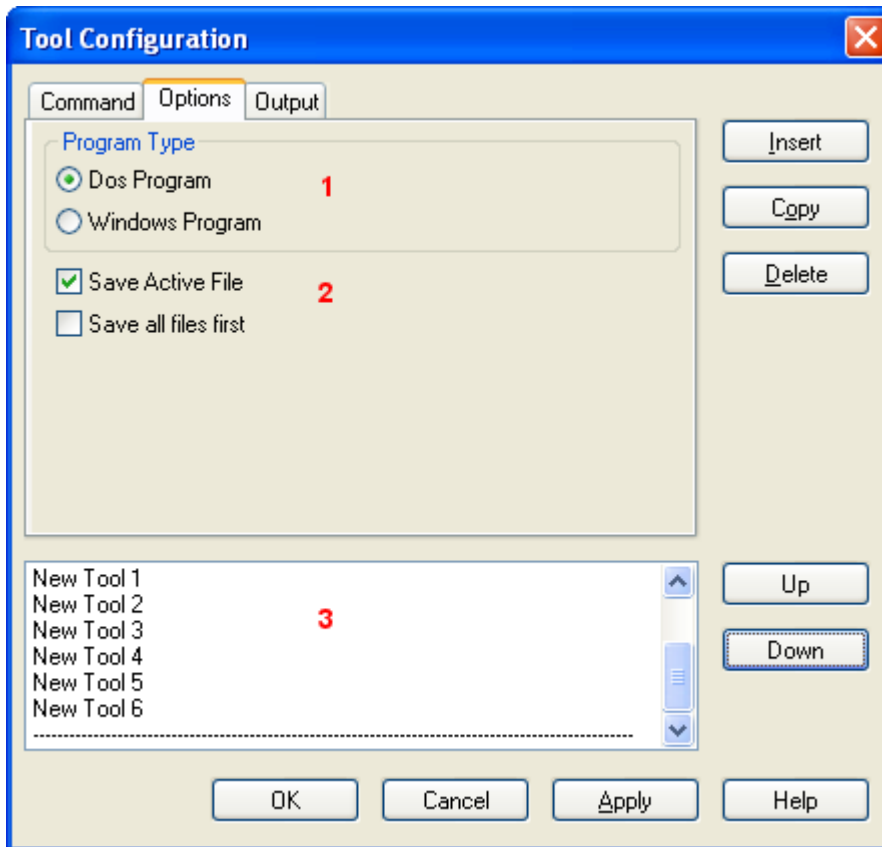 Tool Configuration
Command Options Output
Program Type
Dos Program
1
Windows Program
Save Active File
2
Save all files first
Insert
Copy
Delete
New Tool 1
New Tool 2
New Tool 3
3
New Tool 4
New Tool 5
New Tool 6
Up
Down
OK Cancel Apply Help